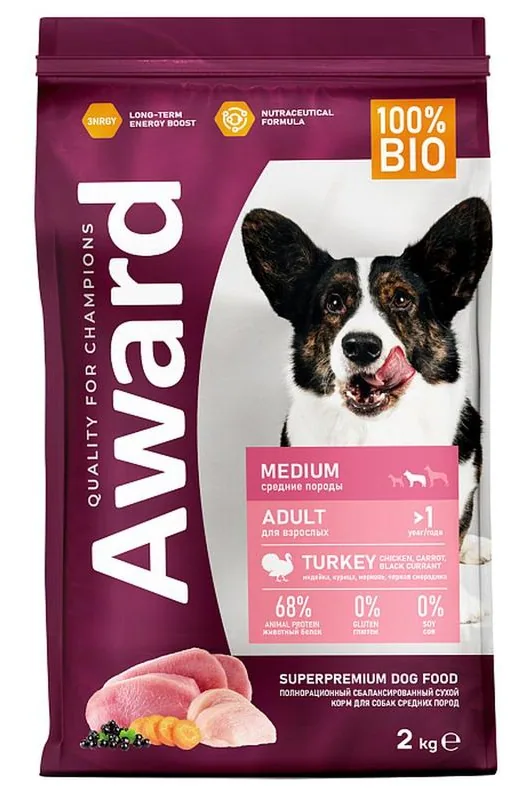 3NRGY
LONG-TERM
ENERGY BOOST
NUTRACEUTICAL
FORMULA
100%
BIO
Award
QUALITY FOR CHAMPIONS
MEDIUM
средние породы
ADULT
для взрослых
>1
year/года
TURKEY CHICKEN, CARROT,
BLACK CURRANT
индейка, курица, морковь, черная смородина
68%
ANIMAL PROTEIN
животный белок
0%
GLUTEN
глютен
0%
SOY
соя
SUPERPREMIUM DOG FOOD
ПОЛНОРАЦИОННЫЙ СБАЛАНСИРОВАННЫЙ СУХОЙ
КОРМ ДЛЯ СОБАК СРЕДНИХ ПОРОД
2 kg e